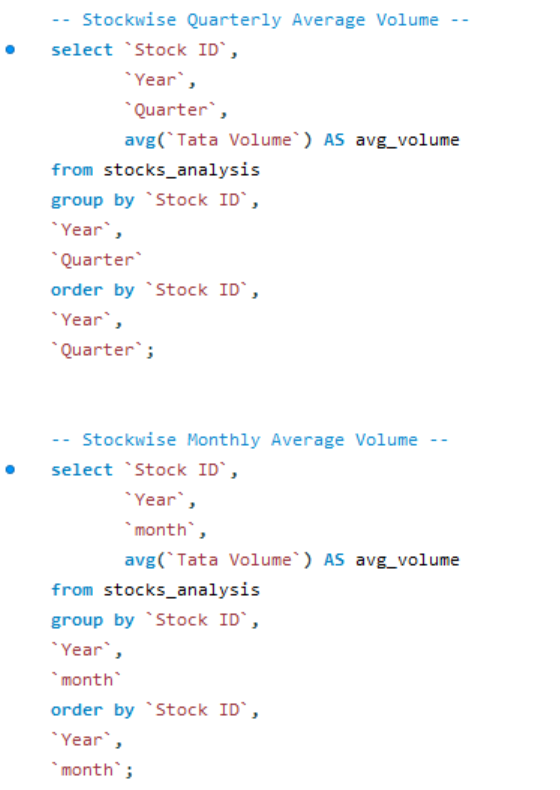 -- Stockwise Quarterly Average Volume --
select `Stock ID`,
`Year`,
`Quarter`,
avg(`Tata Volume`) AS avg_volume
from stocks_analysis
group by `Stock ID`,
`Year`,
`Quarter`
order by `Stock ID`,
`Year`,
`Quarter`;
-- Stockwise Monthly Average Volume --
select `Stock ID`,
`Year`,
`month`,
avg(`Tata Volume`) AS avg_volume
from stocks_analysis
group by `Stock ID`,
`Year`,
`month`
order by `Stock ID`,
`Year`,
`month`;